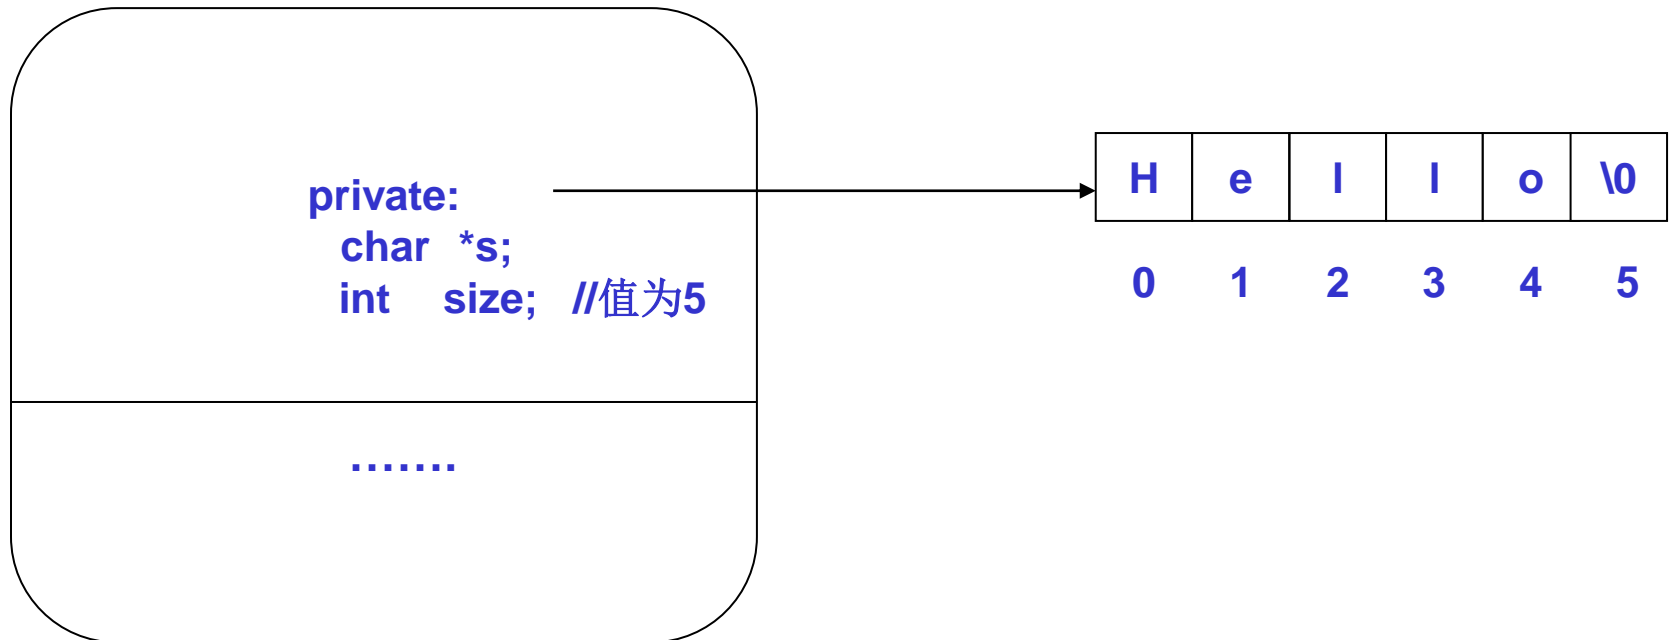 private:
char *s;
int size; //值为5
…….
H e l l o \0
0 1 2 3 4 5